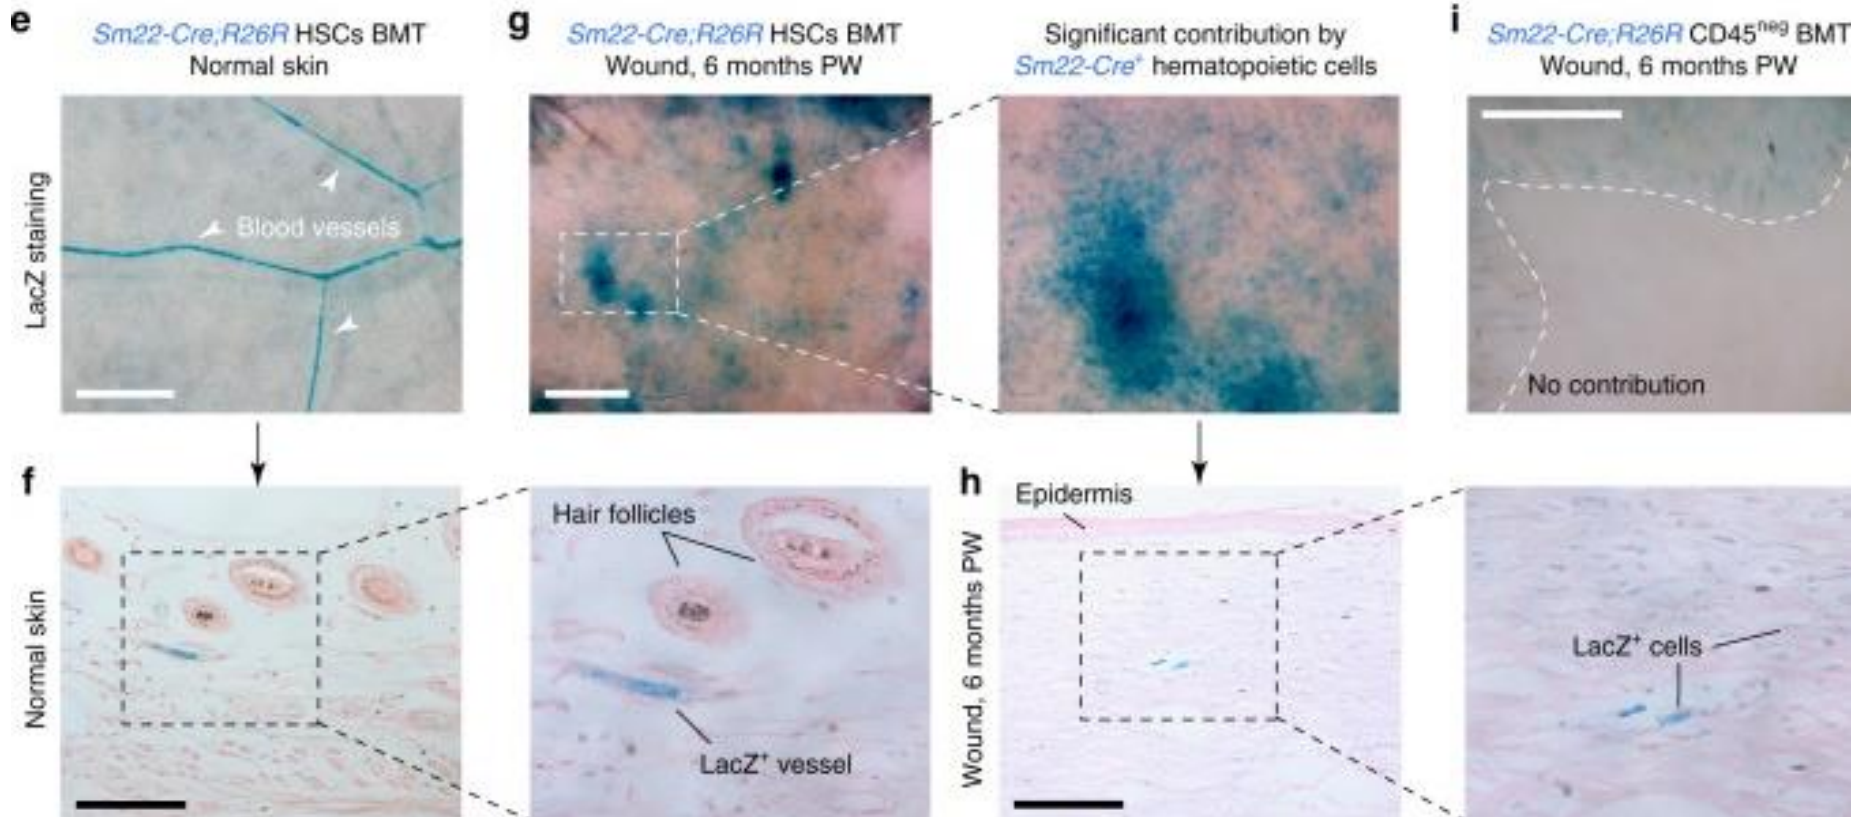 e
Sm22-Cre;R26R HSCs BMT
Normal skin
g
Sm22-Cre;R26R HSCs BMT
Wound, 6 months PW
Significant contribution by
Sm22-Cre⁺ hematopoietic cells
i
Sm22-Cre;R26R CD45ⁿᵉᵍ BMT
Wound, 6 months PW
LacZ staining
Blood vessels
No contribution
f
Normal skin
Hair follicles
LacZ⁺ vessel
h
Wound, 6 months PW
Epidermis
LacZ⁺ cells